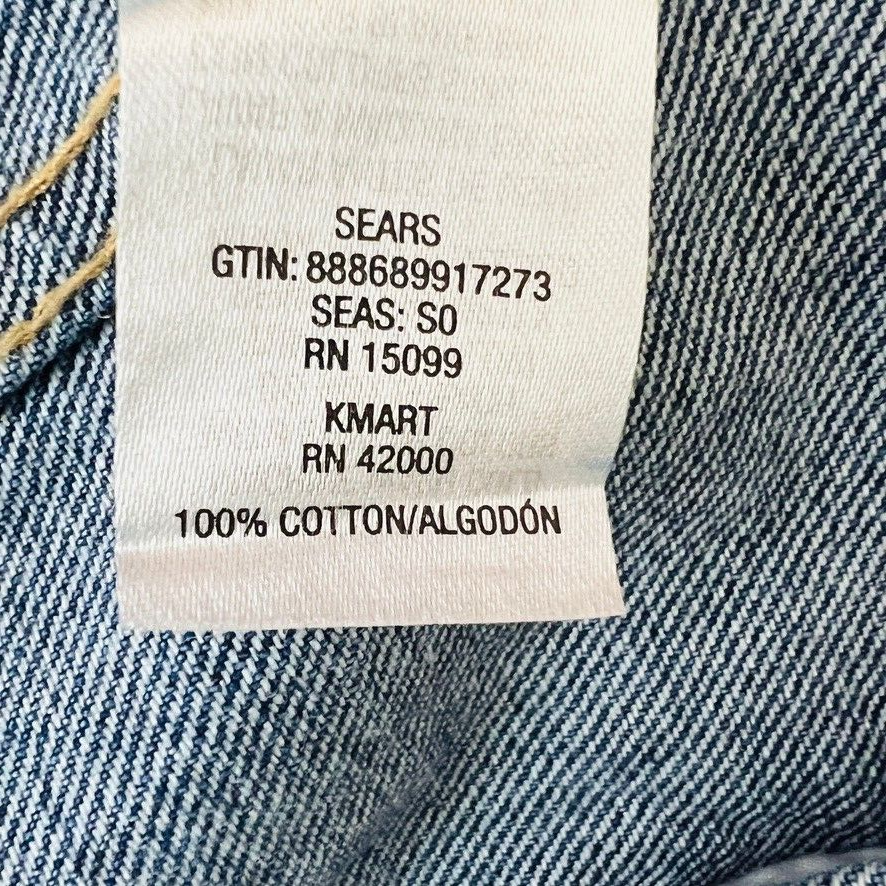 SEARS
GTIN: 888689917273
SEAS: S0
RN 15099
KMART
RN 42000
100% COTTON/ALGODÓN